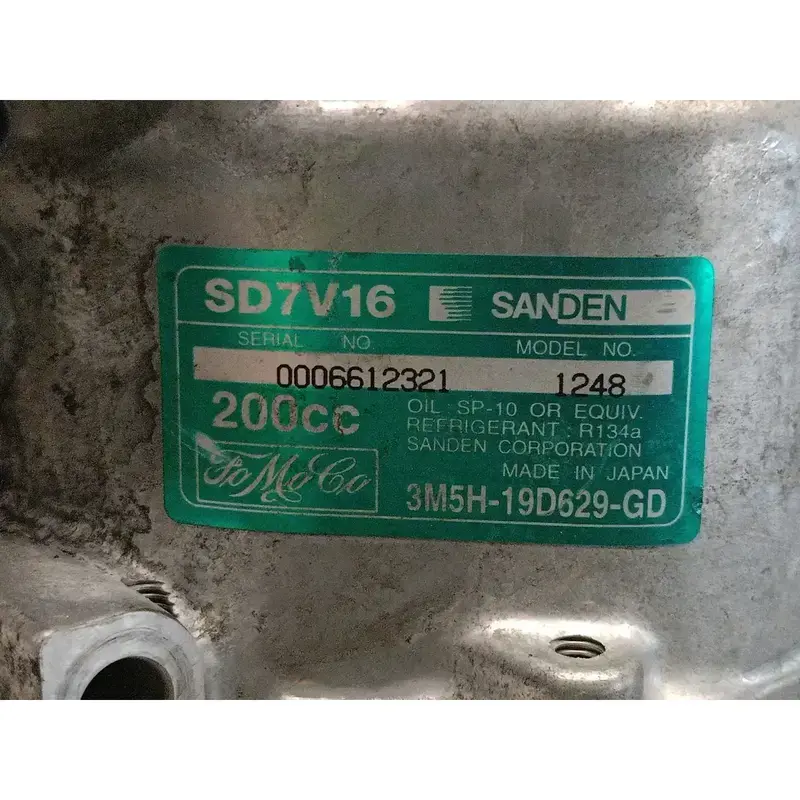 SD7V16 SANDEN
SERIAL NO. MODEL NO.
0006612321 1248
200cc
OIL : SP-10 OR EQUIV.
REFRIGERANT : R134a
SANDEN CORPORATION
MADE IN JAPAN
FoMoCo
3M5H-19D629-GD